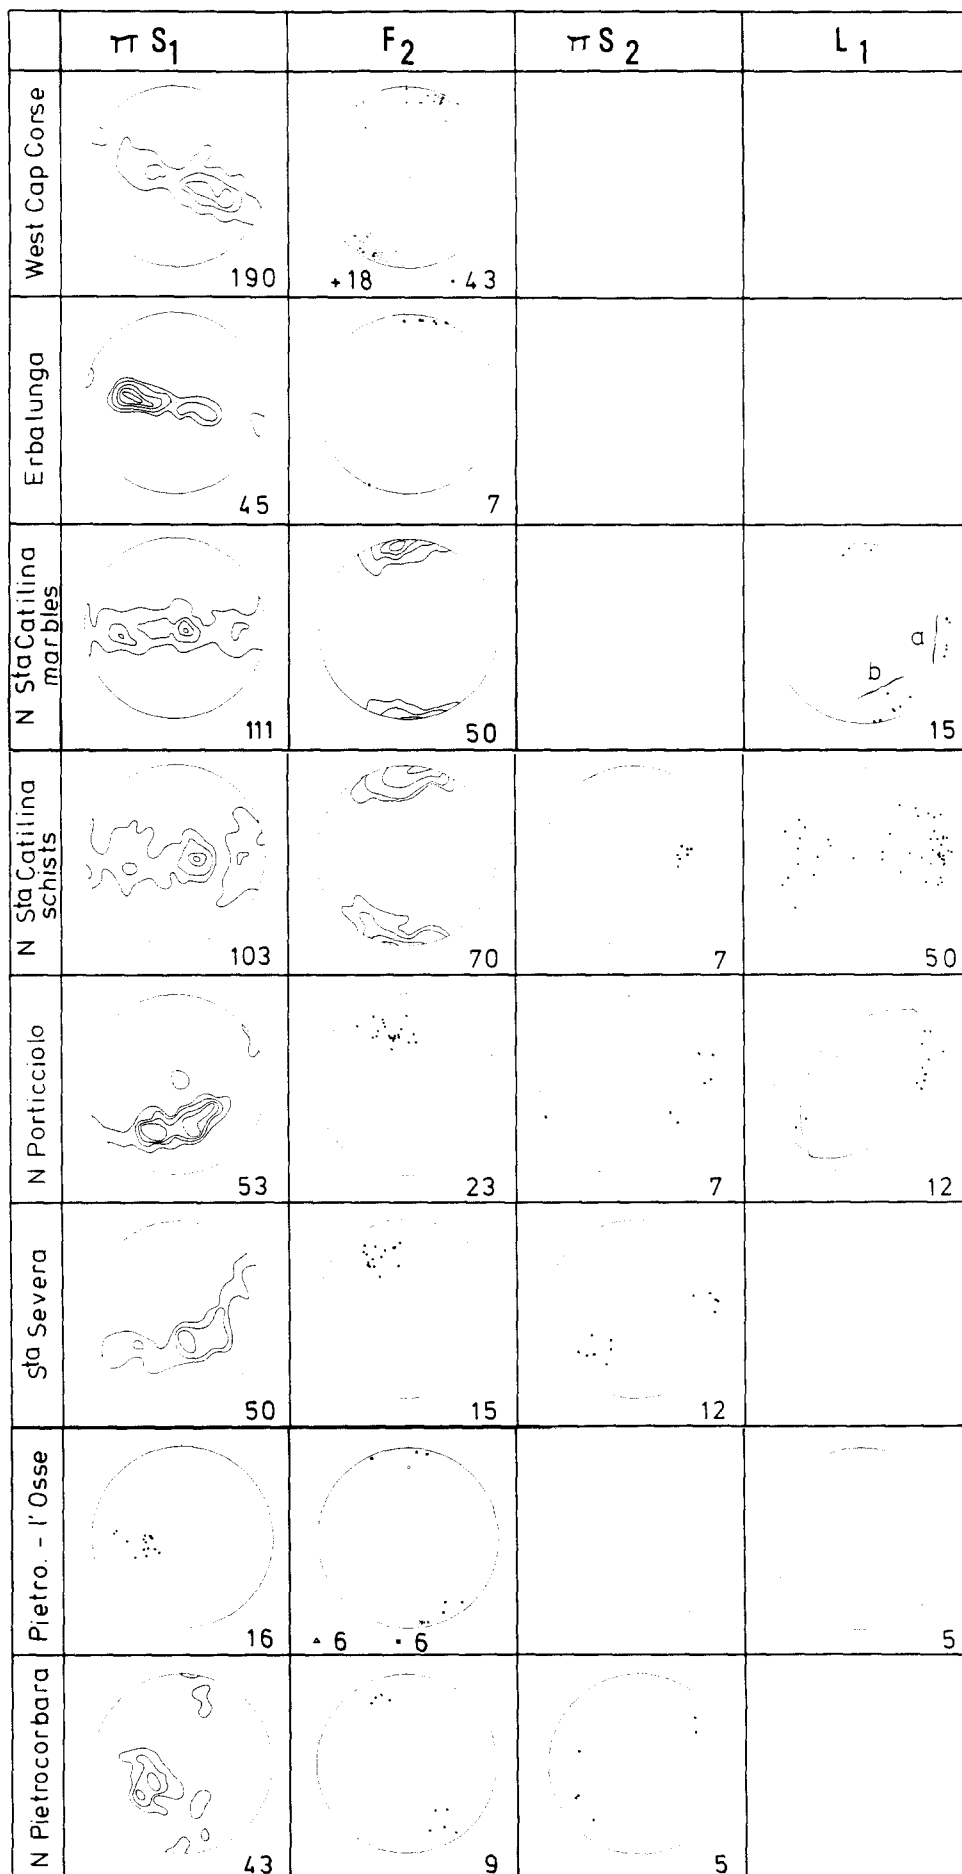 π S1 F2 π S2 L1
West Cap Corse
190 +18 · 43
Erbalunga
45 7
N Sta Catilina
marbles
a
b
111 50 15
N Sta Catilina
schists
103 70 7 50
N Porticciolo
53 23 7 12
Sta Severa
50 15 12
Pietro. - l'Osse
16 ▵ 6 ▪ 6 5
N Pietrocorbara
43 9 5